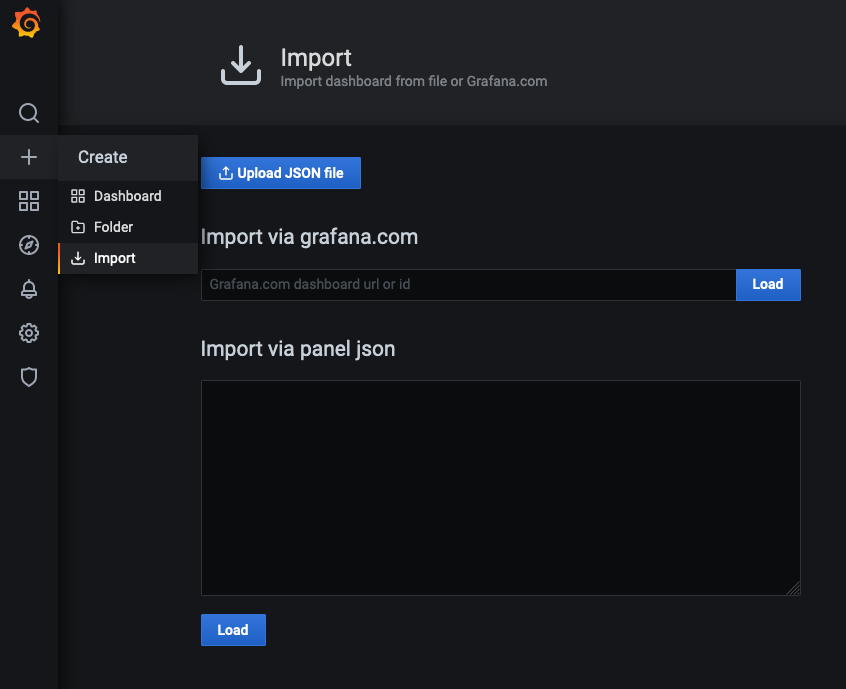 Import
Import dashboard from file or Grafana.com
Create
Dashboard
Folder
Import
Upload JSON file
Import via grafana.com
Grafana.com dashboard url or id
Load
Import via panel json
Load